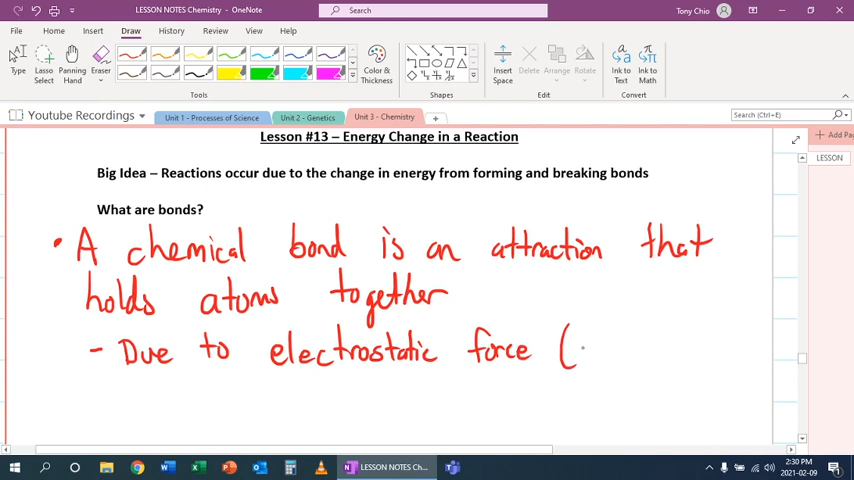 LESSON NOTES Chemistry - OneNote
Search
Tony Chio
File Home Insert Draw History Review View Help
Type
Lasso Select
Panning Hand
Eraser
Color & Thickness
Insert Space
Delete
Arrange
Rotate
Ink to Text
Ink to Math
Tools
Shapes
Edit
Convert
Youtube Recordings
Unit 1 - Processes of Science
Unit 2 - Genetics
Unit 3 - Chemistry
Search (Ctrl+E)
Add Pag
LESSON
Lesson #13 – Energy Change in a Reaction
Big Idea – Reactions occur due to the change in energy from forming and breaking bonds
What are bonds?
• A chemical bond is an attraction that
holds atoms together
- Due to electrostatic force (
LESSON NOTES Ch...
2:30 PM
2021-02-09